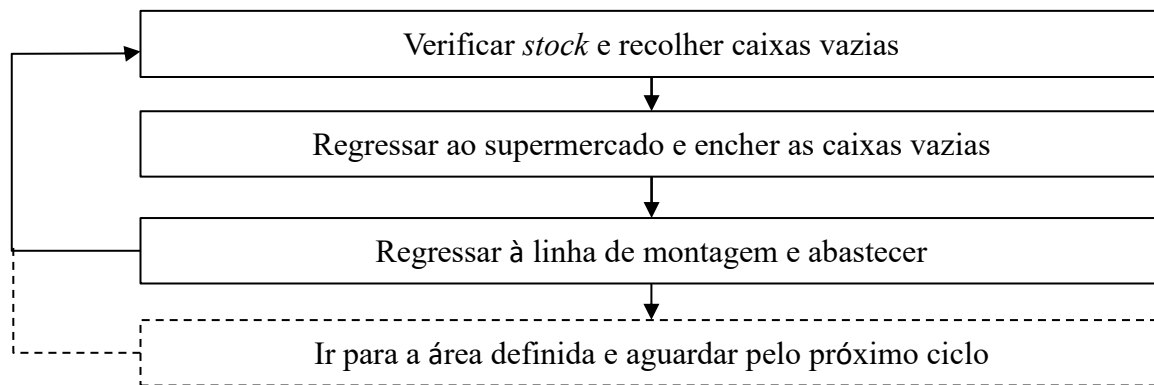 Verificar stock e recolher caixas vazias
Regressar ao supermercado e encher as caixas vazias
Regressar à linha de montagem e abastecer
Ir para a área definida e aguardar pelo próximo ciclo